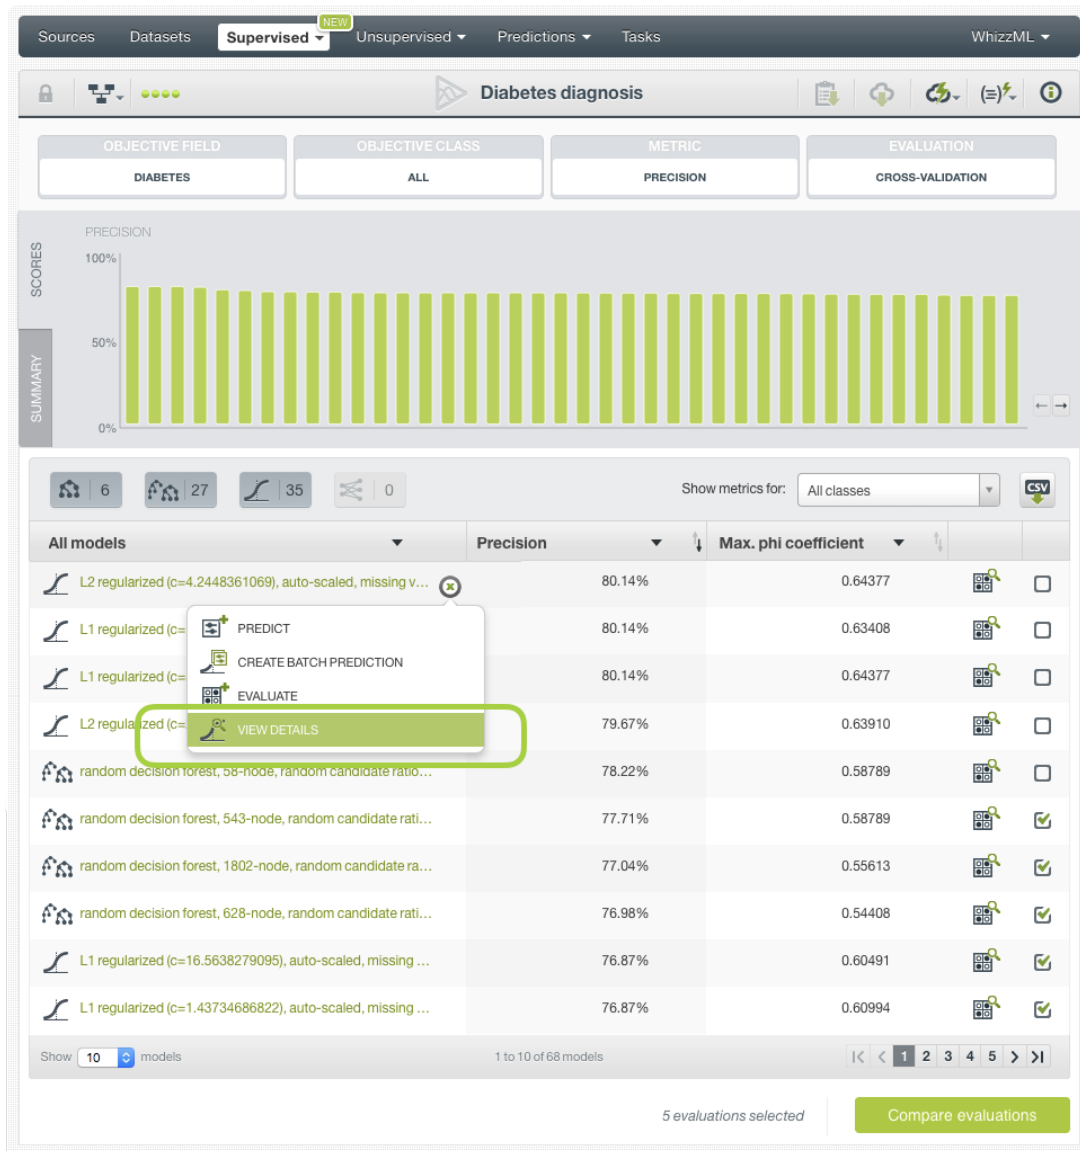 NEW
Sources Datasets Supervised Unsupervised Predictions Tasks WhizzML
Diabetes diagnosis
OBJECTIVE FIELD OBJECTIVE CLASS METRIC EVALUATION
DIABETES ALL PRECISION CROSS-VALIDATION
SCORES
SUMMARY
PRECISION
100%
50%
0%
6 27 35 0 Show metrics for: All classes CSV
All models Precision Max. phi coefficient
L2 regularized (c=4.2448361069), auto-scaled, missing v... 80.14% 0.64377
L1 regularized (c= 80.14% 0.63408
L1 regularized (c= 80.14% 0.64377
L2 regularized (c= 79.67% 0.63910
PREDICT
CREATE BATCH PREDICTION
EVALUATE
VIEW DETAILS
random decision forest, 58-node, random candidate ratio... 78.22% 0.58789
random decision forest, 543-node, random candidate rati... 77.71% 0.58789
random decision forest, 1802-node, random candidate ra... 77.04% 0.55613
random decision forest, 628-node, random candidate rati... 76.98% 0.54408
L1 regularized (c=16.5638279095), auto-scaled, missing ... 76.87% 0.60491
L1 regularized (c=1.43734686822), auto-scaled, missing ... 76.87% 0.60994
Show 10 models 1 to 10 of 68 models 1 2 3 4 5
5 evaluations selected Compare evaluations